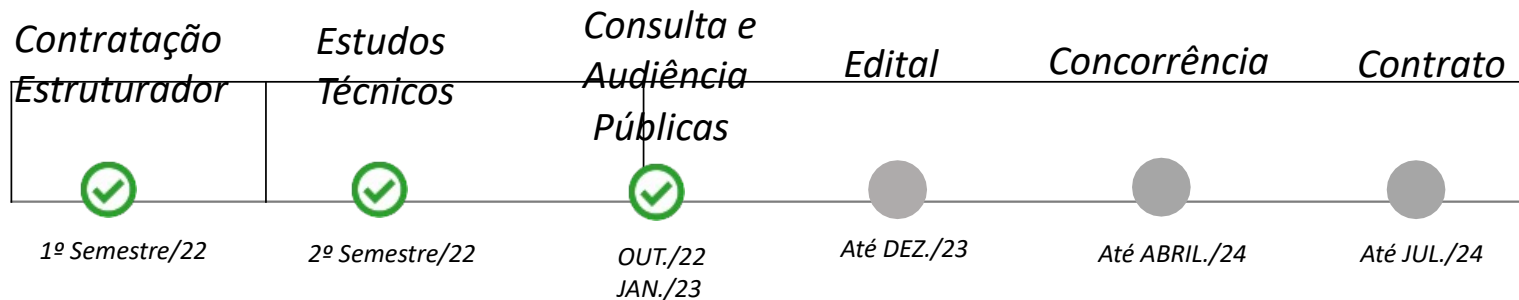 Contratação
Estruturador
Estudos
Técnicos
Consulta e
Audiência
Públicas
Edital
Concorrência
Contrato
1º Semestre/22
2º Semestre/22
OUT./22
JAN./23
Até DEZ./23
Até ABRIL./24
Até JUL./24